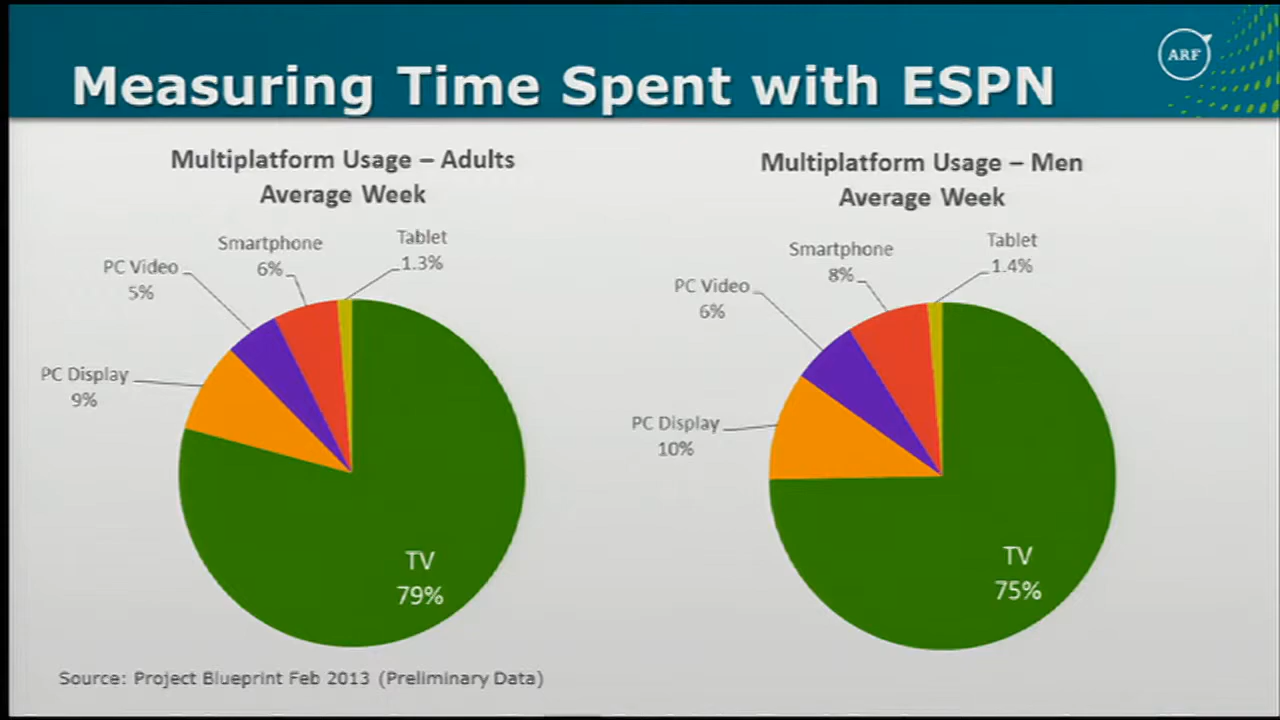 Measuring Time Spent with ESPN
ARF
Multiplatform Usage – Adults
Average Week
Smartphone
6%
Tablet
1.3%
PC Video
5%
PC Display
9%
TV
79%
Multiplatform Usage – Men
Average Week
Smartphone
8%
Tablet
1.4%
PC Video
6%
PC Display
10%
TV
75%
Source: Project Blueprint Feb 2013 (Preliminary Data)